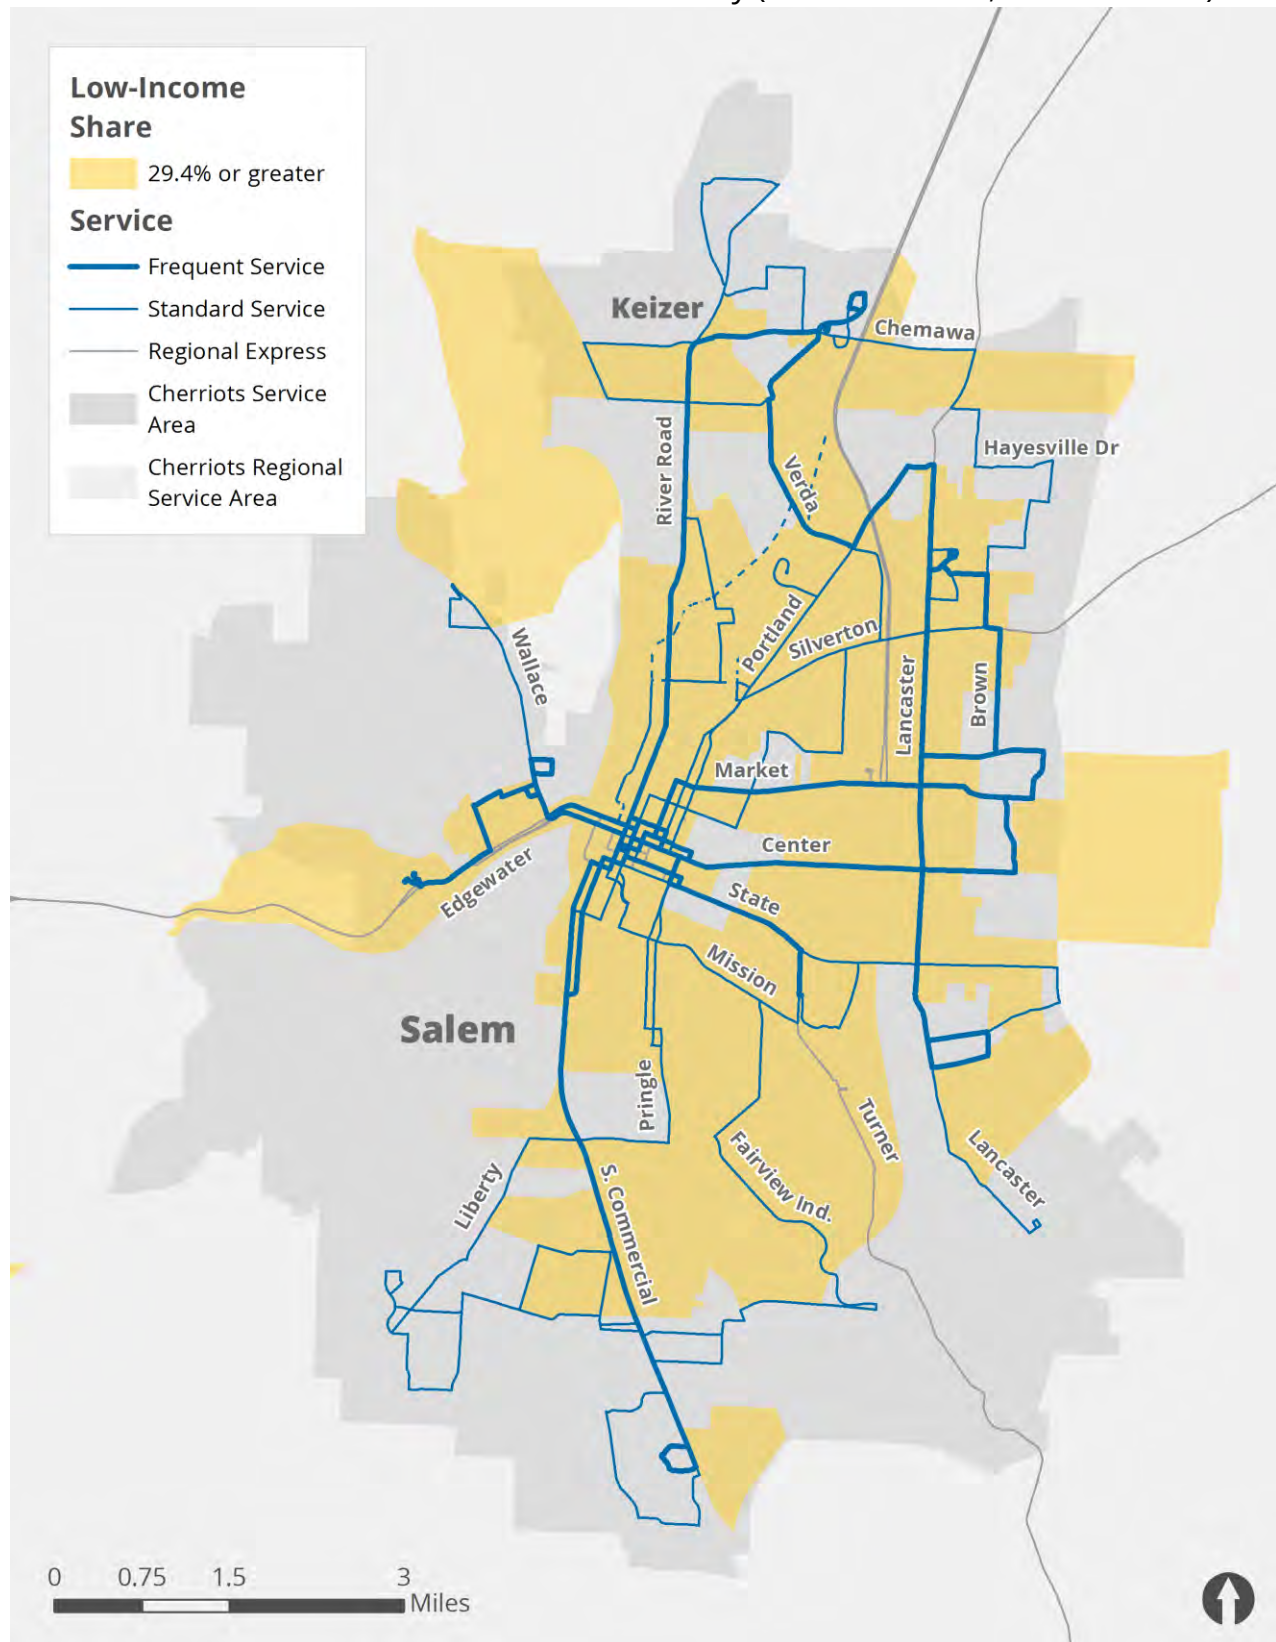 Low-Income
Share
29.4% or greater
Service
Frequent Service
Standard Service
Regional Express
Cherriots Service
Area
Cherriots Regional
Service Area
Keizer
Chemawa
Hayesville Dr
River Road
Verda
Portland
Silverton
Wallace
Lancaster
Brown
Market
Center
Edgewater
State
Mission
Salem
Pringle
Turner
Fairview Ind.
Lancaster
Liberty
S. Commercial
0 0.75 1.5 3
Miles